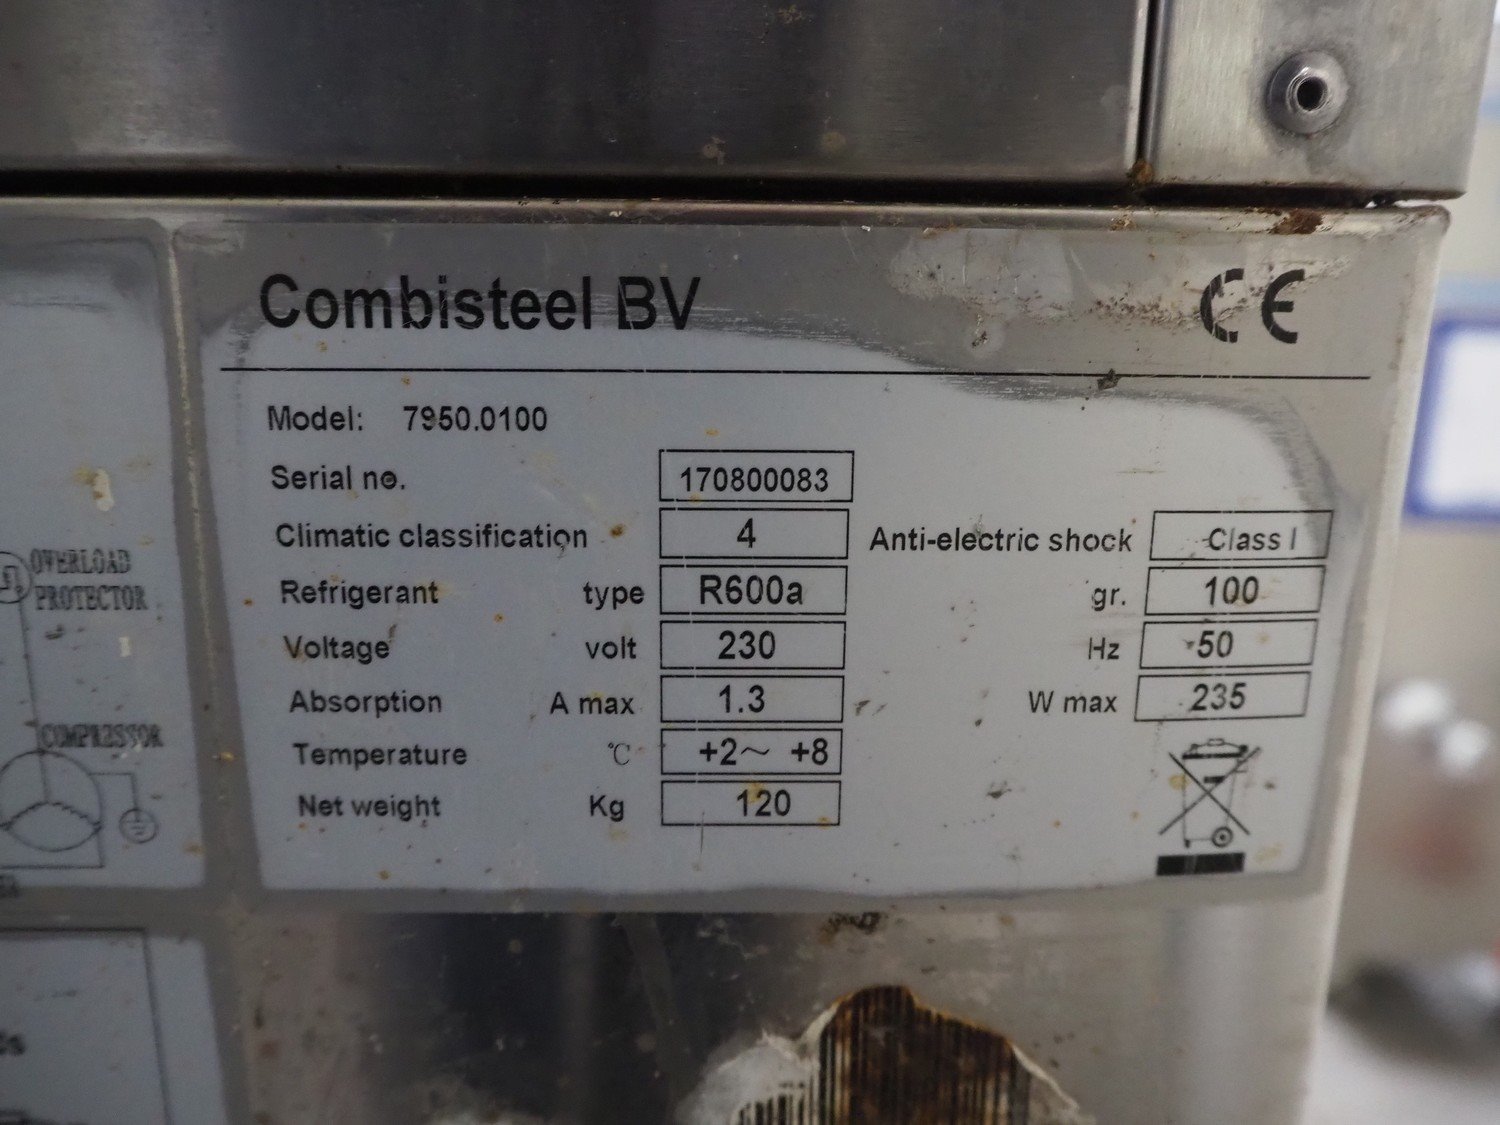 Combisteel BV CE
Model: 7950.0100
Serial no. 170800083
Climatic classification 4 Anti-electric shock Class I
Refrigerant type R600a gr. 100
Voltage volt 230 Hz 50
Absorption A max 1.3 W max 235
Temperature ℃ +2～ +8
Net weight Kg 120
OVERLOAD
PROTECTOR
COMPRESSOR